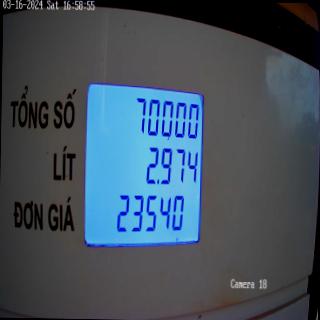 03-16-2024 Sat 16:58:55
TỔNG SỐ 70000
LÍT 2.974
ĐƠN GIÁ 23540
Camera 18